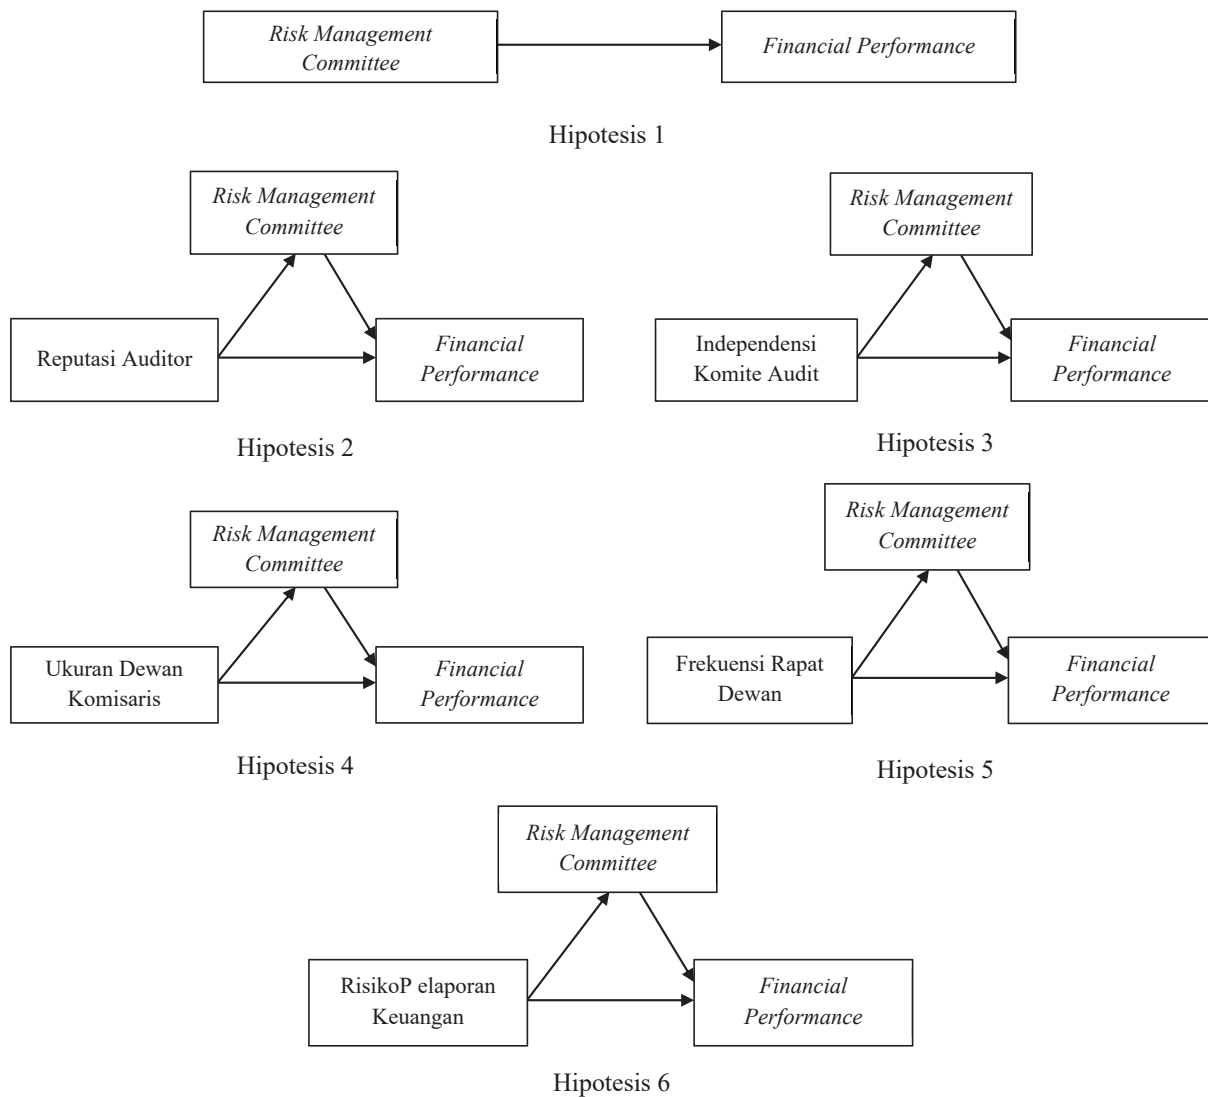 Risk Management
Committee
Financial Performance
Hipotesis 1
Risk Management
Committee
Reputasi Auditor
Financial
Performance
Hipotesis 2
Risk Management
Committee
Independensi
Komite Audit
Financial
Performance
Hipotesis 3
Risk Management
Committee
Ukuran Dewan
Komisaris
Financial
Performance
Hipotesis 4
Risk Management
Committee
Frekuensi Rapat
Dewan
Financial
Performance
Hipotesis 5
Risk Management
Committee
RisikoP elaporan
Keuangan
Financial
Performance
Hipotesis 6